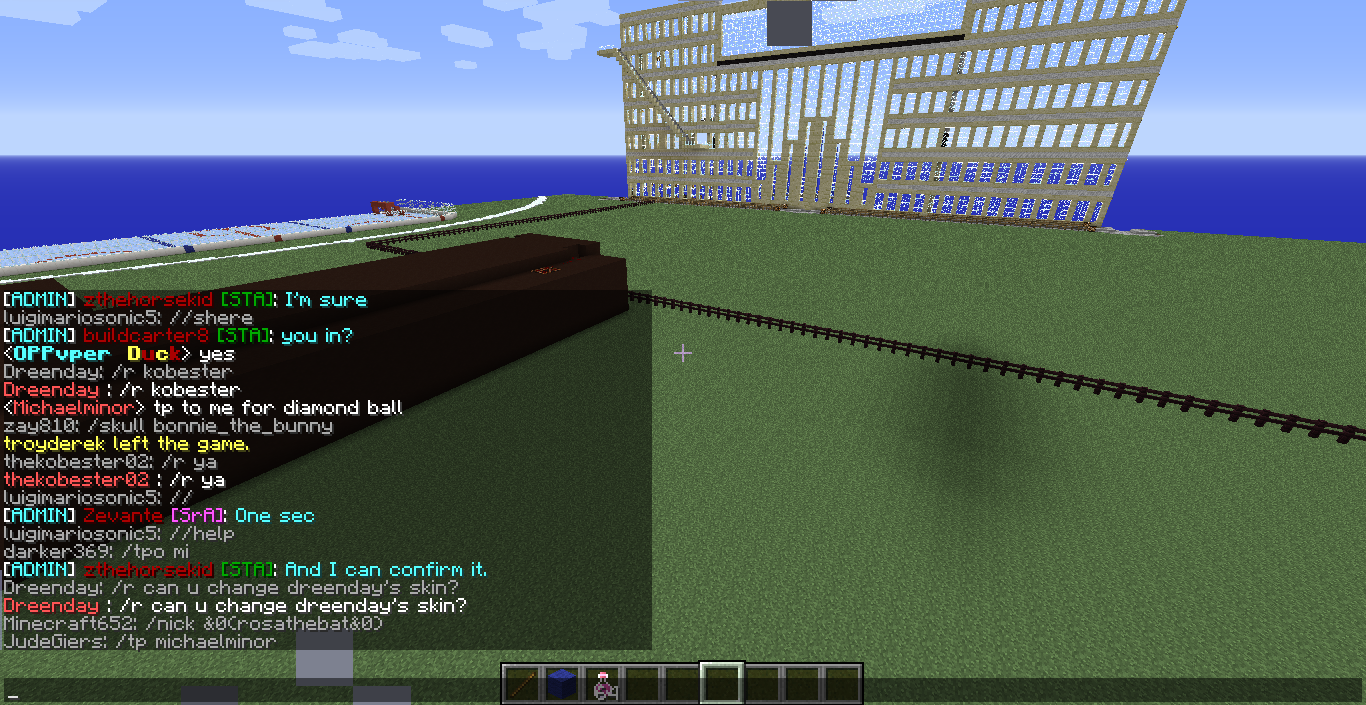 [ADMIN] zthehorsekid [STA]: I'm sure
luigimariosonic5: //shere
[ADMIN] buildcarter8 [STA]: you in?
<OPPvper Duck> yes
Dreenday: /r kobester
Dreenday : /r kobester
<Michaelminor> tp to me for diamond ball
zay810: /skull bonnie_the_bunny
troyderek left the game.
thekobester02: /r ya
thekobester02 : /r ya
luigimariosonic5: //
[ADMIN] Zevante [SrA]: One sec
luigimariosonic5: //help
darker369: /tpo mi
[ADMIN] zthehorsekid [STA]: And I can confirm it.
Dreenday: /r can u change dreenday's skin?
Dreenday : /r can u change dreenday's skin?
Minecraft652: /nick &0(rosathebat&0)
JudeGiers: /tp michaelminor
64
_